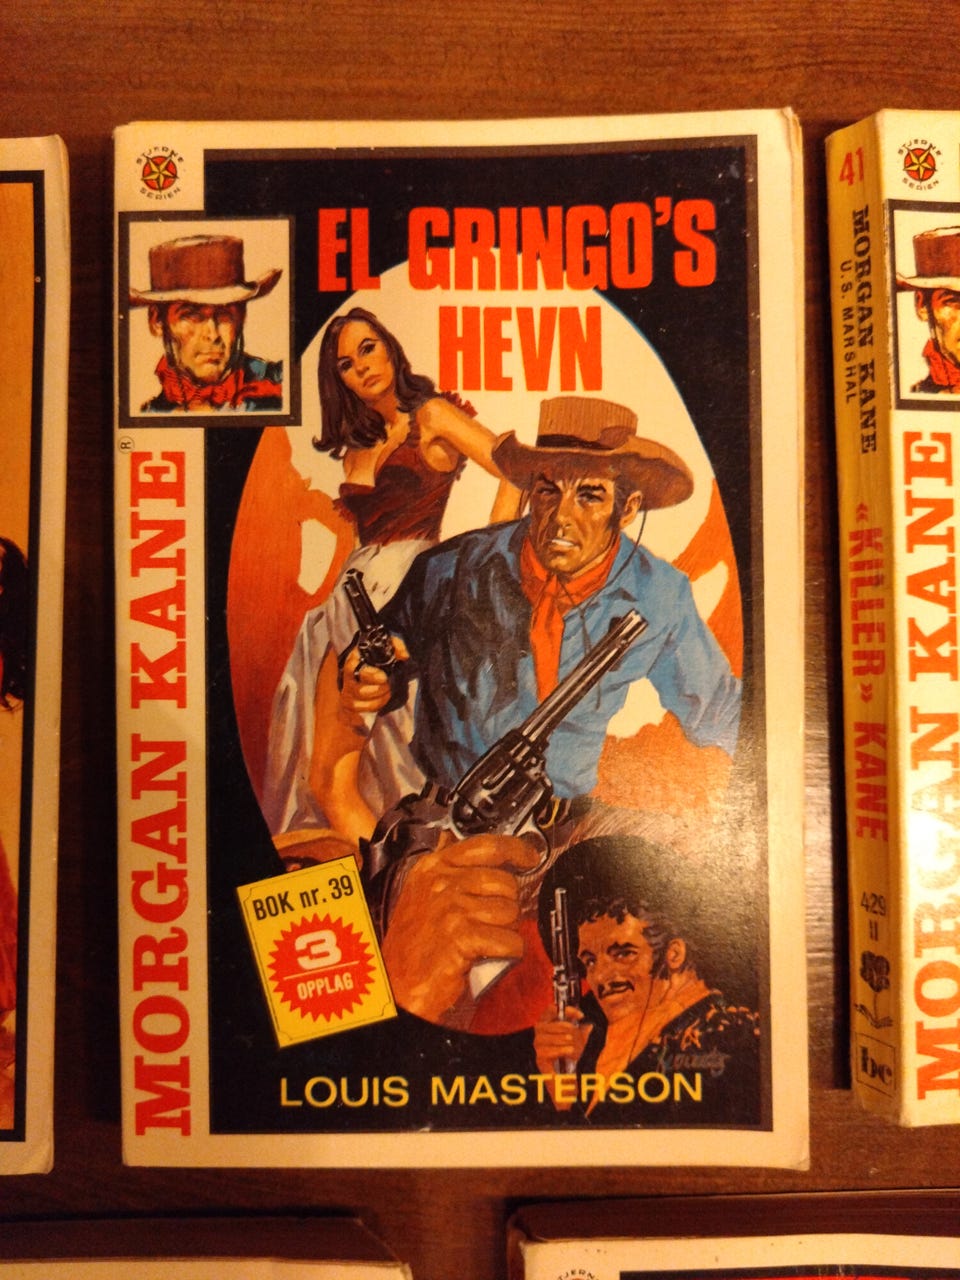 STJERNE
SERIEN
EL GRINGO'S
HEVN
®
MORGAN KANE
BOK nr. 39
3
OPPLAG
LOUIS MASTERSON
41
MORGAN KANE
U.S. MARSHAL
«KILLER» KANE
429
bc
STJERNE
SERIEN
MORGAN KANE
STJERNE